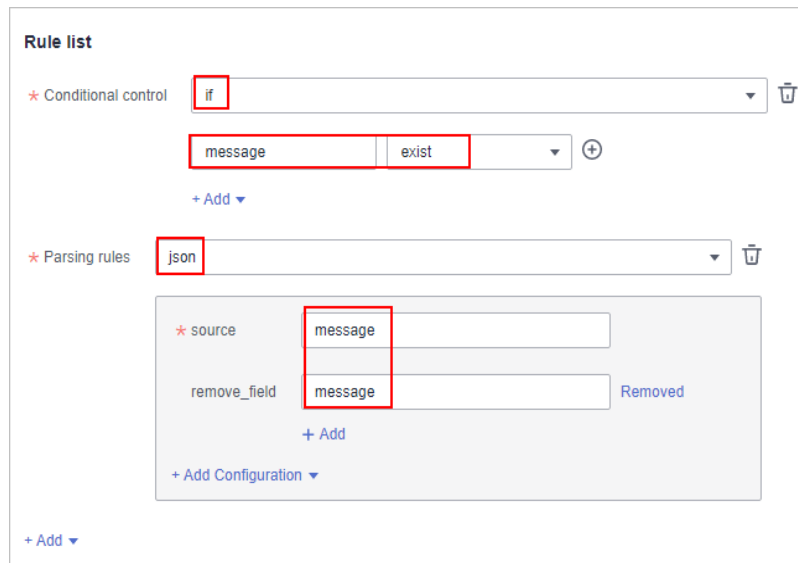 Rule list
* Conditional control if
message exist
+ Add
* Parsing rules json
* source message
remove_field message Removed
+ Add
+ Add Configuration
+ Add